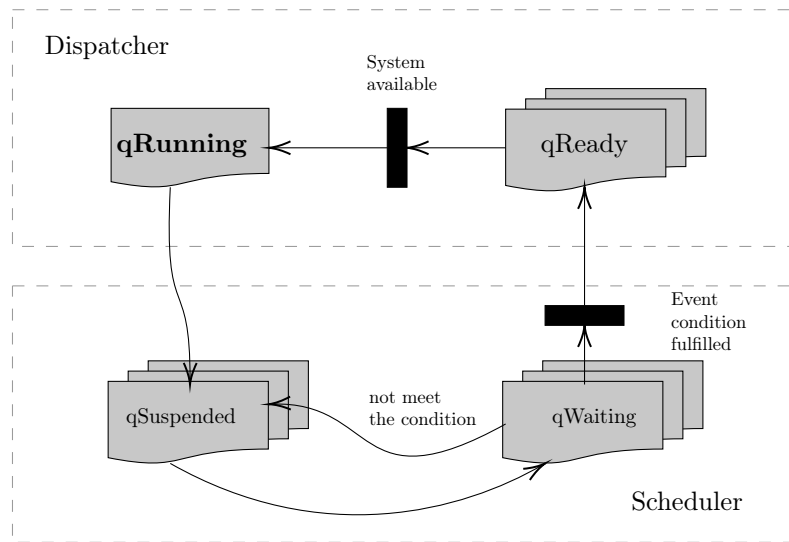 Dispatcher
System
available
qRunning
qReady
Event
condition
fulfilled
not meet
the condition
qSuspended
qWaiting
Scheduler